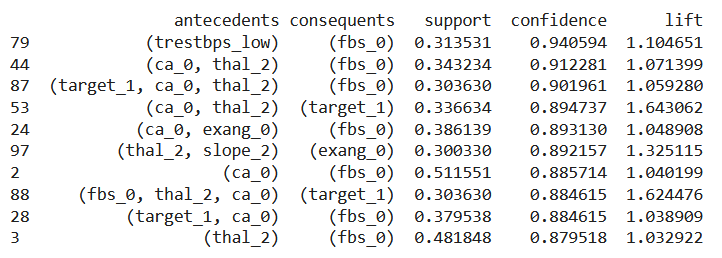 antecedents consequents support confidence lift
79 (trestbps_low) (fbs_0) 0.313531 0.940594 1.104651
44 (ca_0, thal_2) (fbs_0) 0.343234 0.912281 1.071399
87 (target_1, ca_0, thal_2) (fbs_0) 0.303630 0.901961 1.059280
53 (ca_0, thal_2) (target_1) 0.336634 0.894737 1.643062
24 (ca_0, exang_0) (fbs_0) 0.386139 0.893130 1.048908
97 (thal_2, slope_2) (exang_0) 0.300330 0.892157 1.325115
2 (ca_0) (fbs_0) 0.511551 0.885714 1.040199
88 (fbs_0, thal_2, ca_0) (target_1) 0.303630 0.884615 1.624476
28 (target_1, ca_0) (fbs_0) 0.379538 0.884615 1.038909
3 (thal_2) (fbs_0) 0.481848 0.879518 1.032922